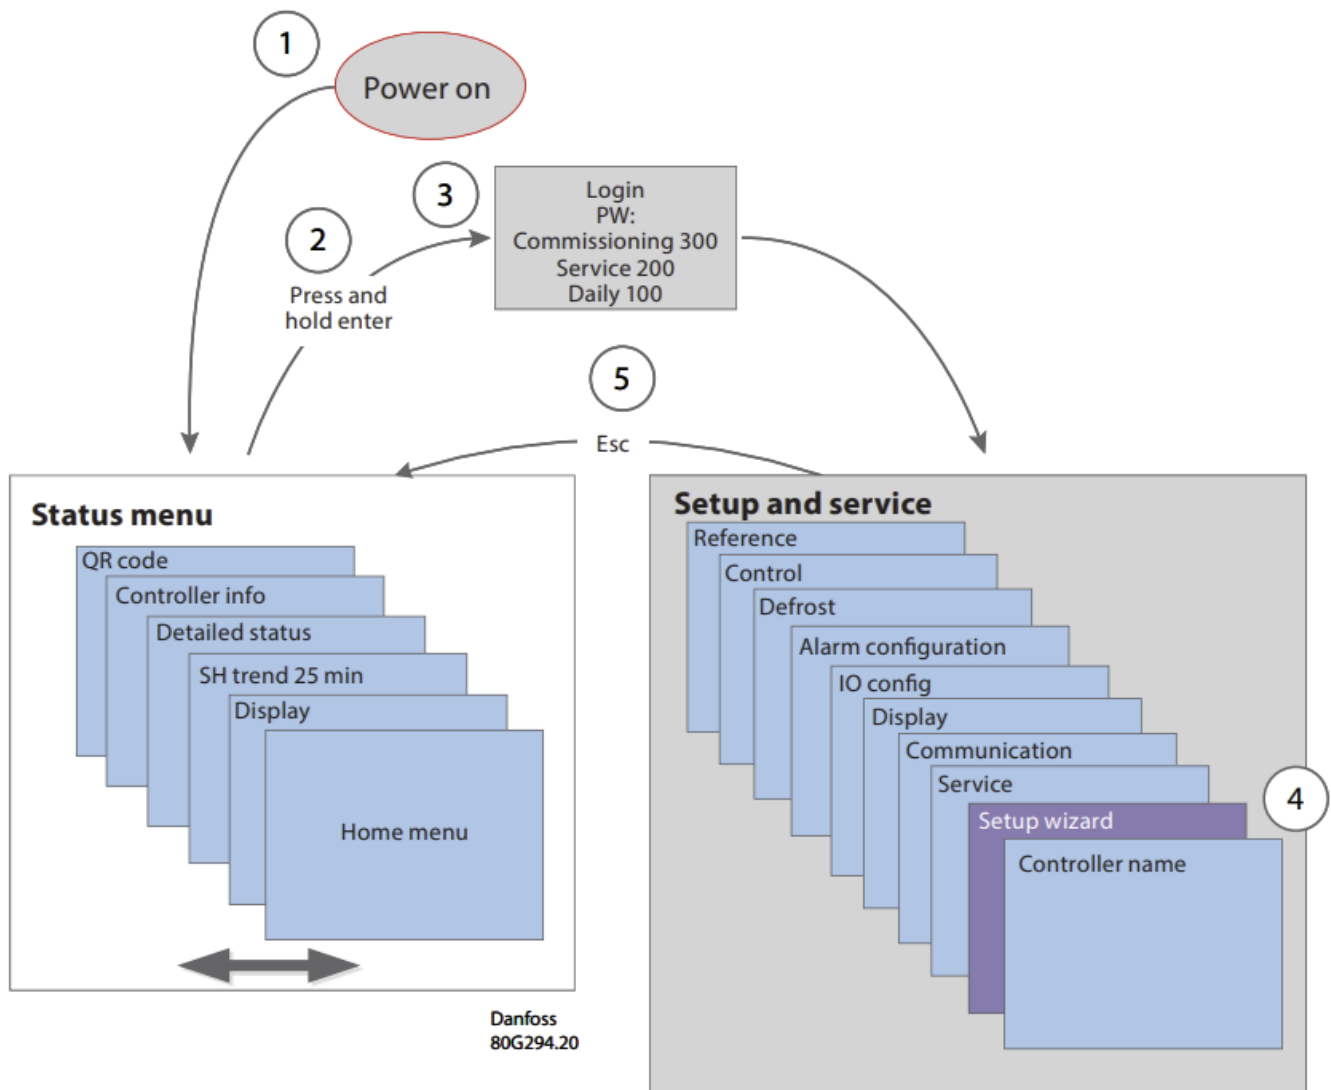 1
Power on
3
Login
PW:
Commissioning 300
Service 200
Daily 100
2
Press and
hold enter
5
Esc
Status menu
QR code
Controller info
Detailed status
SH trend 25 min
Display
Home menu
Danfoss
80G294.20
Setup and service
Reference
Control
Defrost
Alarm configuration
IO config
Display
Communication
Service
4
Setup wizard
Controller name